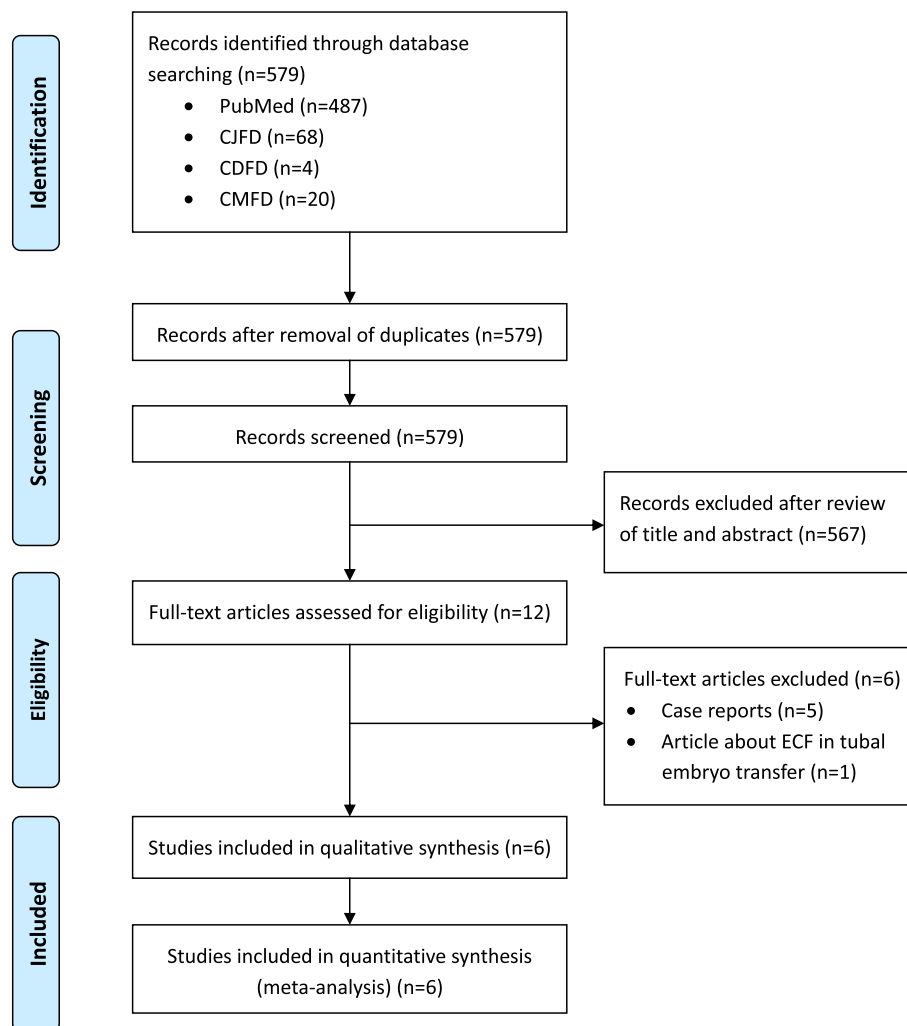 Identification
Records identified through database
searching (n=579)
• PubMed (n=487)
• CJFD (n=68)
• CDFD (n=4)
• CMFD (n=20)
Screening
Records after removal of duplicates (n=579)
Records screened (n=579)
Records excluded after review
of title and abstract (n=567)
Eligibility
Full-text articles assessed for eligibility (n=12)
Full-text articles excluded (n=6)
• Case reports (n=5)
• Article about ECF in tubal
embryo transfer (n=1)
Included
Studies included in qualitative synthesis (n=6)
Studies included in quantitative synthesis
(meta-analysis) (n=6)